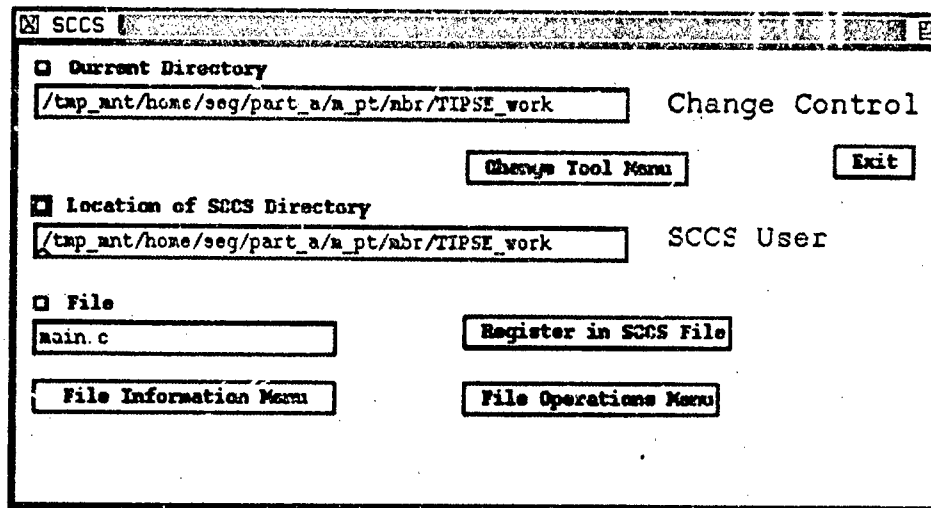 SCCS
Current Directory
/tmp_mnt/home/seg/part_a/m_pt/mbr/TIPSE_work
Change Control
Change Tool Menu
Exit
Location of SCCS Directory
/tmp_mnt/home/seg/part_a/m_pt/mbr/TIPSE_work
SCCS User
File
main.c
Register in SCCS File
File Information Menu
File Operations Menu